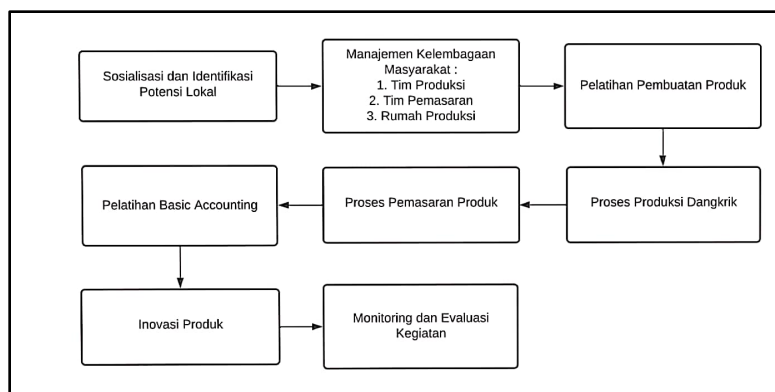 Sosialisasi dan Identifikasi
Potensi Lokal
Manajemen Kelembagaan
Masyarakat :
1. Tim Produksi
2. Tim Pemasaran
3. Rumah Produksi
Pelatihan Pembuatan Produk
Proses Produksi Dangkrik
Proses Pemasaran Produk
Pelatihan Basic Accounting
Inovasi Produk
Monitoring dan Evaluasi
Kegiatan